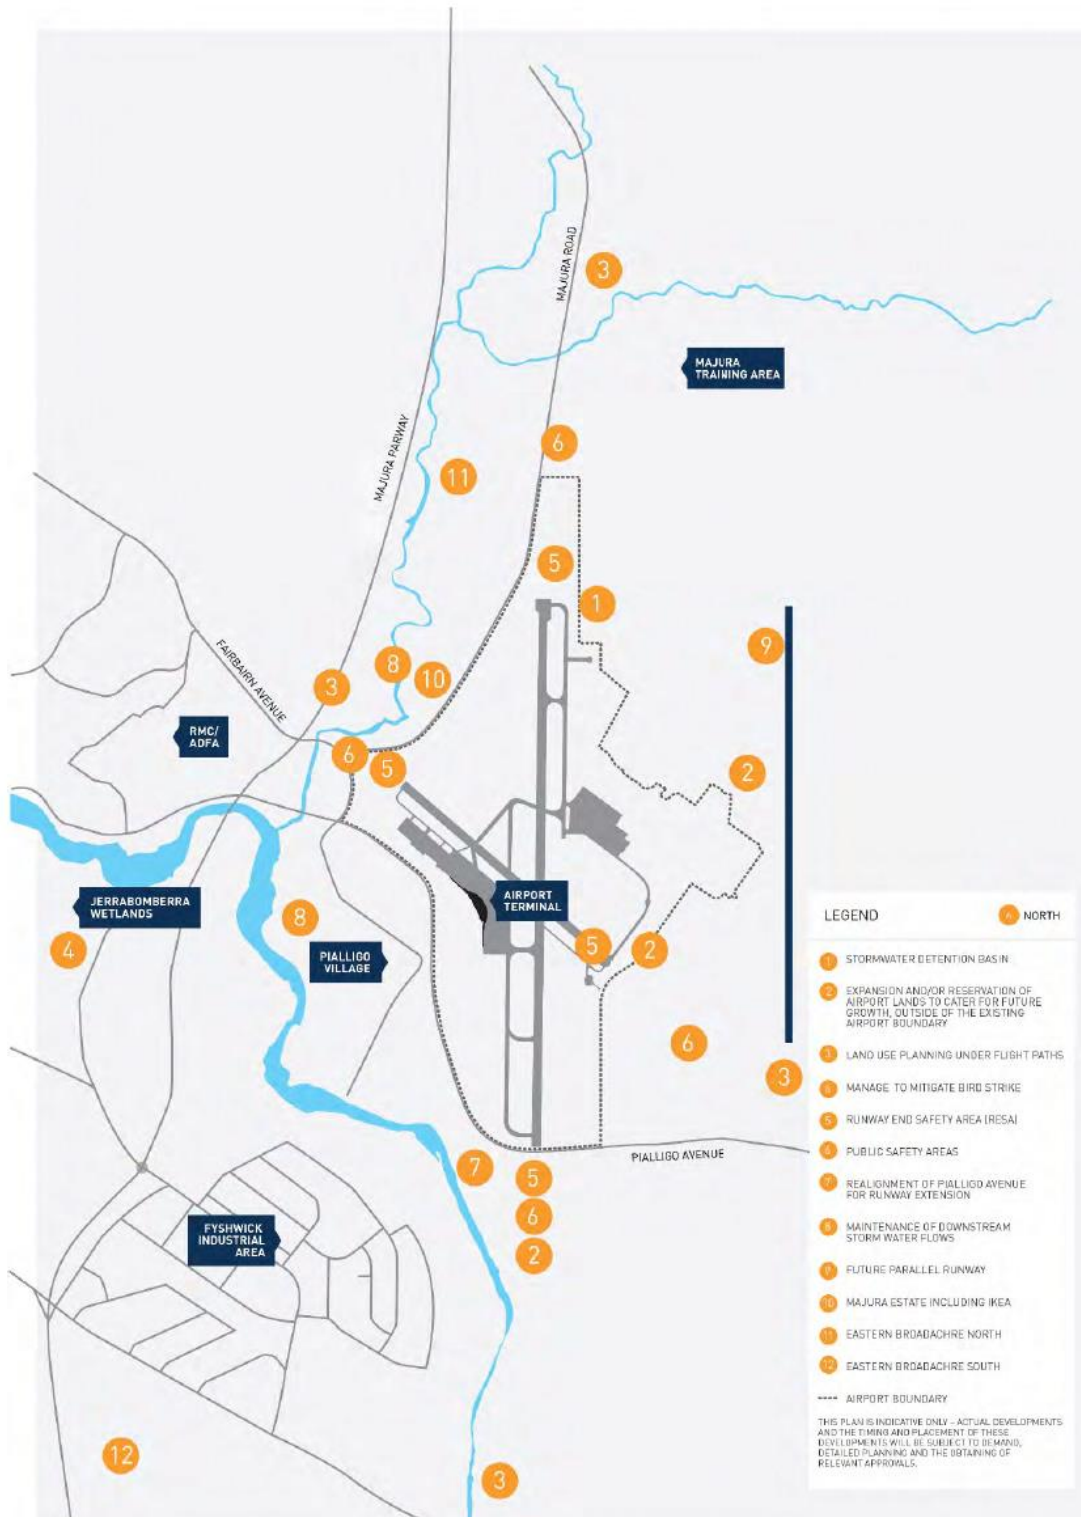 MAJURA ROAD
3
MAJURA
TRAINING AREA
6
MAJURA PARWAY
11
5
1
9
FAIRBAIRN AVENUE
8
10
3
RMC/
ADFA
6
5
2
JERRABOMBERRA
WETLANDS
AIRPORT
TERMINAL
8
4
PIALLIGO
VILLAGE
5
2
6
3
PIALLIGO AVENUE
7
5
6
2
FYSHWICK
INDUSTRIAL
AREA
12
3
LEGEND
NORTH
1 STORMWATER DETENTION BASIN
2 EXPANSION AND/OR RESERVATION OF
AIRPORT LANDS TO CATER FOR FUTURE
GROWTH, OUTSIDE OF THE EXISTING
AIRPORT BOUNDARY
3 LAND USE PLANNING UNDER FLIGHT PATHS
MANAGE TO MITIGATE BIRD STRIKE
5 RUNWAY END SAFETY AREA (RESA)
6 PUBLIC SAFETY AREAS
7 REALIGNMENT OF PIALLIGO AVENUE
FOR RUNWAY EXTENSION
8 MAINTENANCE OF DOWNSTREAM
STORM WATER FLOWS
9 FUTURE PARALLEL RUNWAY
10 MAJURA ESTATE INCLUDING IKEA
11 EASTERN BROADACHRE NORTH
12 EASTERN BROADACHRE SOUTH
AIRPORT BOUNDARY
THIS PLAN IS INDICATIVE ONLY – ACTUAL DEVELOPMENTS
AND THE TIMING AND PLACEMENT OF THESE
DEVELOPMENTS WILL BE SUBJECT TO DEMAND,
DETAILED PLANNING AND THE OBTAINING OF
RELEVANT APPROVALS.